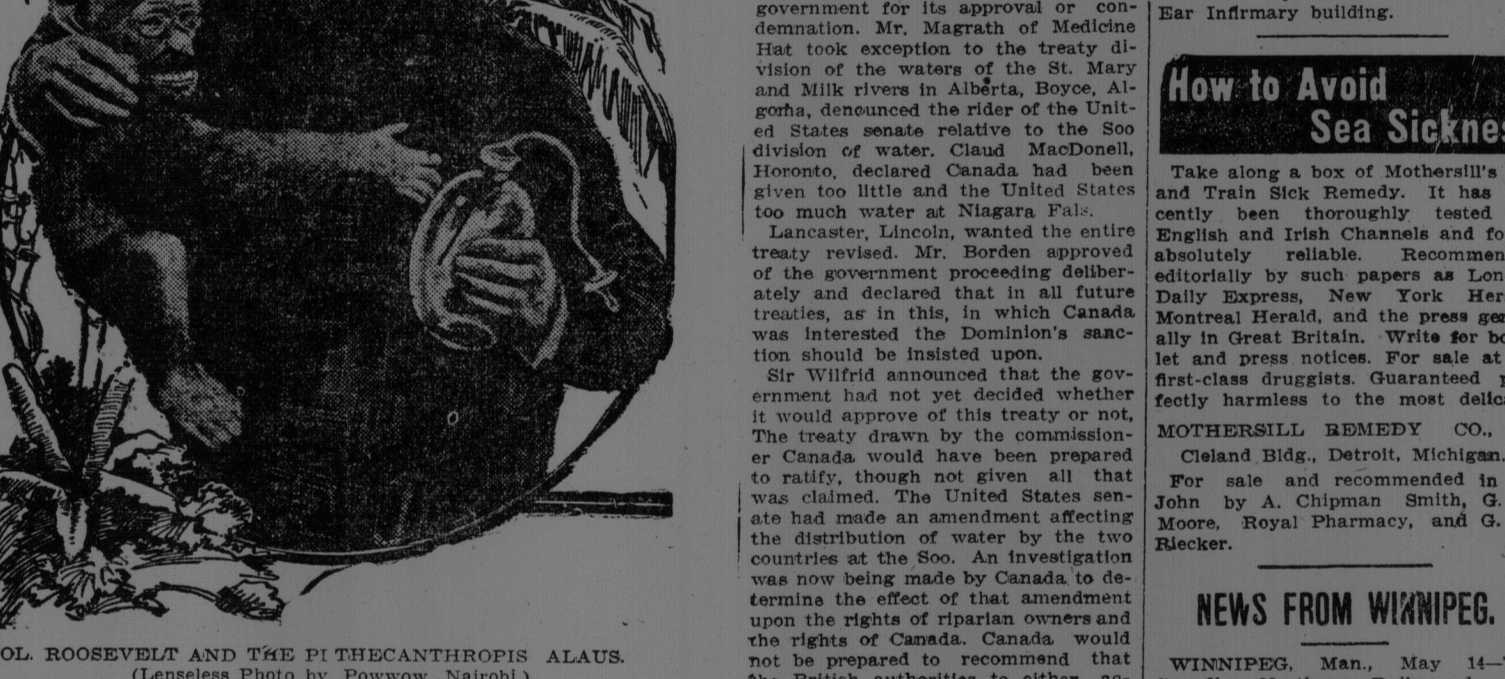 OL. ROOSEVELT AND THE PITHECANTHROPIS ALAUS.
(Lenseless Photo by Powwow, Nairobi.)
government for its approval or con-
demnation. Mr. Magrath of Medicine
Hat took exception to the treaty di-
vision of the waters of the St. Mary
and Milk rivers in Alberta, Boyce, Al-
goma, denounced the rider of the Unit-
ed States senate relative to the Soo
division of water. Claud MacDonell,
Horonto, declared Canada had been
given too little and the United States
too much water at Niagara Fals.
Lancaster, Lincoln, wanted the entire
treaty revised. Mr. Borden approved
of the government proceeding deliber-
ately and declared that in all future
treaties, as in this, in which Canada
was interested the Dominion's sanc-
tion should be insisted upon.
Sir Wilfrid announced that the gov-
ernment had not yet decided whether
it would approve of this treaty or not,
The treaty drawn by the commission-
er Canada would have been prepared
to ratify, though not given all that
was claimed. The United States sen-
ate had made an amendment affecting
the distribution of water by the two
countries at the Soo. An investigation
was now being made by Canada to de-
termine the effect of that amendment
upon the rights of riparian owners and
the rights of Canada. Canada would
not be prepared to recommend that
the British authorities to either ac-
Ear Infirmary building.
How to Avoid
Sea Sickne
Take along a box of Mothersill's
and Train Sick Remedy. It has
cently been thoroughly tested
English and Irish Channels and fo
absolutely reliable. Recommen
editorially by such papers as Lon
Daily Express, New York Her
Montreal Herald, and the press gen
ally in Great Britain. Write for bo
let and press notices. For sale at
first-class druggists. Guaranteed
fectly harmless to the most delic
MOTHERSILL REMEDY CO.,
Cleland Bldg., Detroit, Michigan.
For sale and recommended in
John by A. Chipman Smith, G.
Moore, Royal Pharmacy, and G.
Riecker.
NEWS FROM WINNIPEG.
WINNIPEG, Man., May 14—